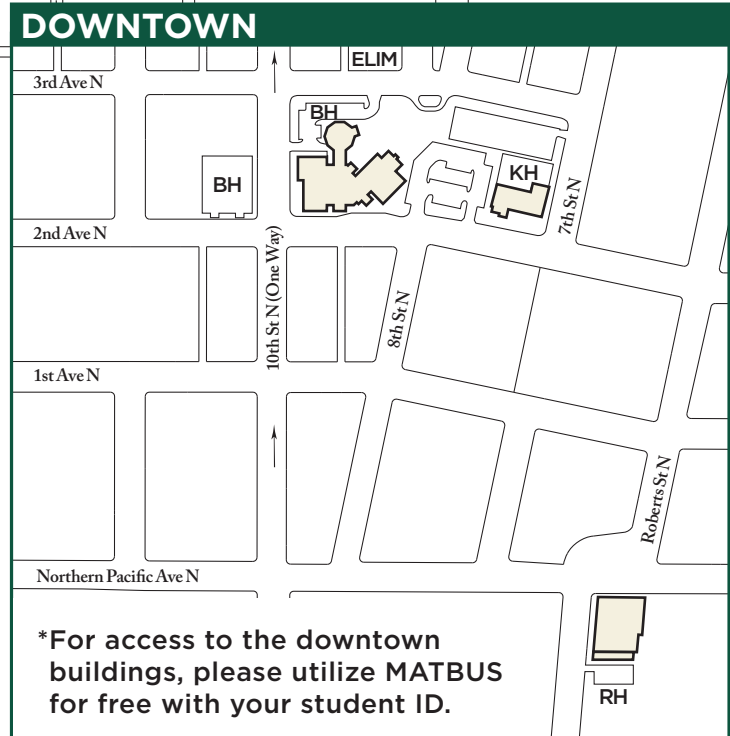 DOWNTOWN
ELIM
3rd Ave N
BH
BH
KH
7th St N
2nd Ave N
10th St N (One Way)
8th St N
1st Ave N
Roberts St N
Northern Pacific Ave N
*For access to the downtown
buildings, please utilize MATBUS
for free with your student ID.
RH